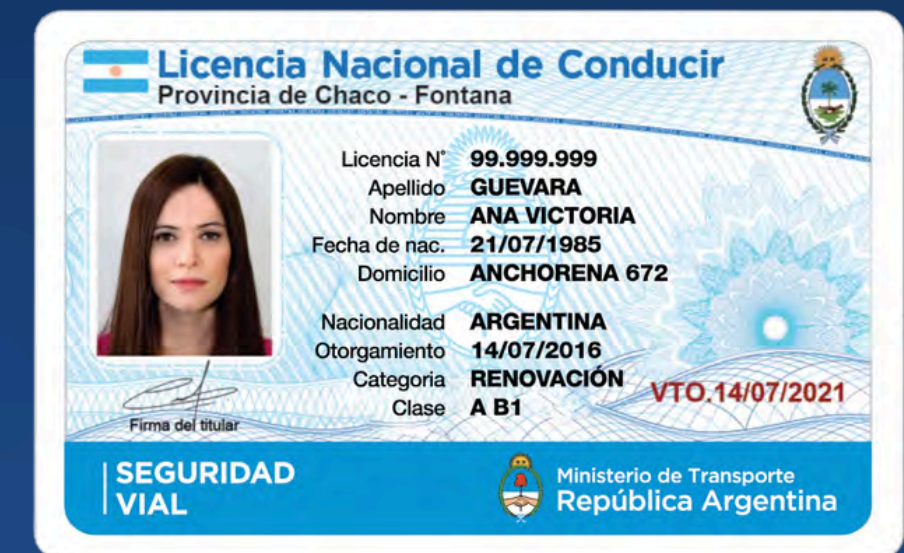 Licencia Nacional de Conducir
Provincia de Chaco - Fontana
Licencia N° 99.999.999
Apellido GUEVARA
Nombre ANA VICTORIA
Fecha de nac. 21/07/1985
Domicilio ANCHORENA 672
Nacionalidad ARGENTINA
Otorgamiento 14/07/2016
Categoria RENOVACIÓN
Clase A B1
VTO.14/07/2021
Firma del titular
SEGURIDAD
VIAL
Ministerio de Transporte
República Argentina